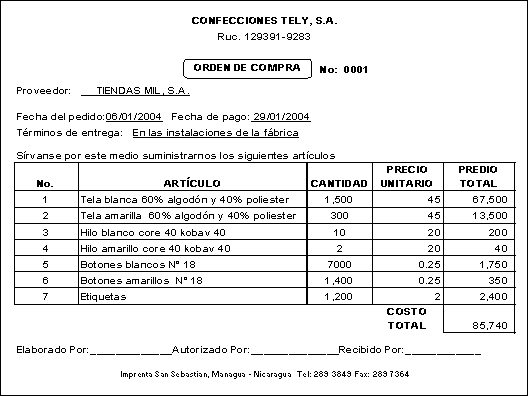 CONFECCIONES TELY, S.A.
Ruc. 129391-9283
ORDEN DE COMPRA No: 0001
Proveedor: TIENDAS MIL, S.A.
Fecha del pedido: 06/01/2004 Fecha de pago: 29/01/2004
Términos de entrega: En las instalaciones de la fábrica
Sírvanse por este medio suministrarnos los siguientes artículos
No. ARTÍCULO CANTIDAD PRECIO UNITARIO PREDIO TOTAL
1 Tela blanca 60% algodón y 40% poliester 1,500 45 67,500
2 Tela amarilla 60% algodón y 40% poliester 300 45 13,500
3 Hilo blanco core 40 kobav 40 10 20 200
4 Hilo amarillo core 40 kobav 40 2 20 40
5 Botones blancos N° 18 7000 0.25 1,750
6 Botones amarillos N° 18 1,400 0.25 350
7 Etiquetas 1,200 2 2,400
COSTO TOTAL 85,740
Elaborado Por:______________Autorizado Por:______________Recibido Por:____________
Imprenta San Sebastian, Managua - Nicaragua Tel: 289 3849 Fax: 289 7364